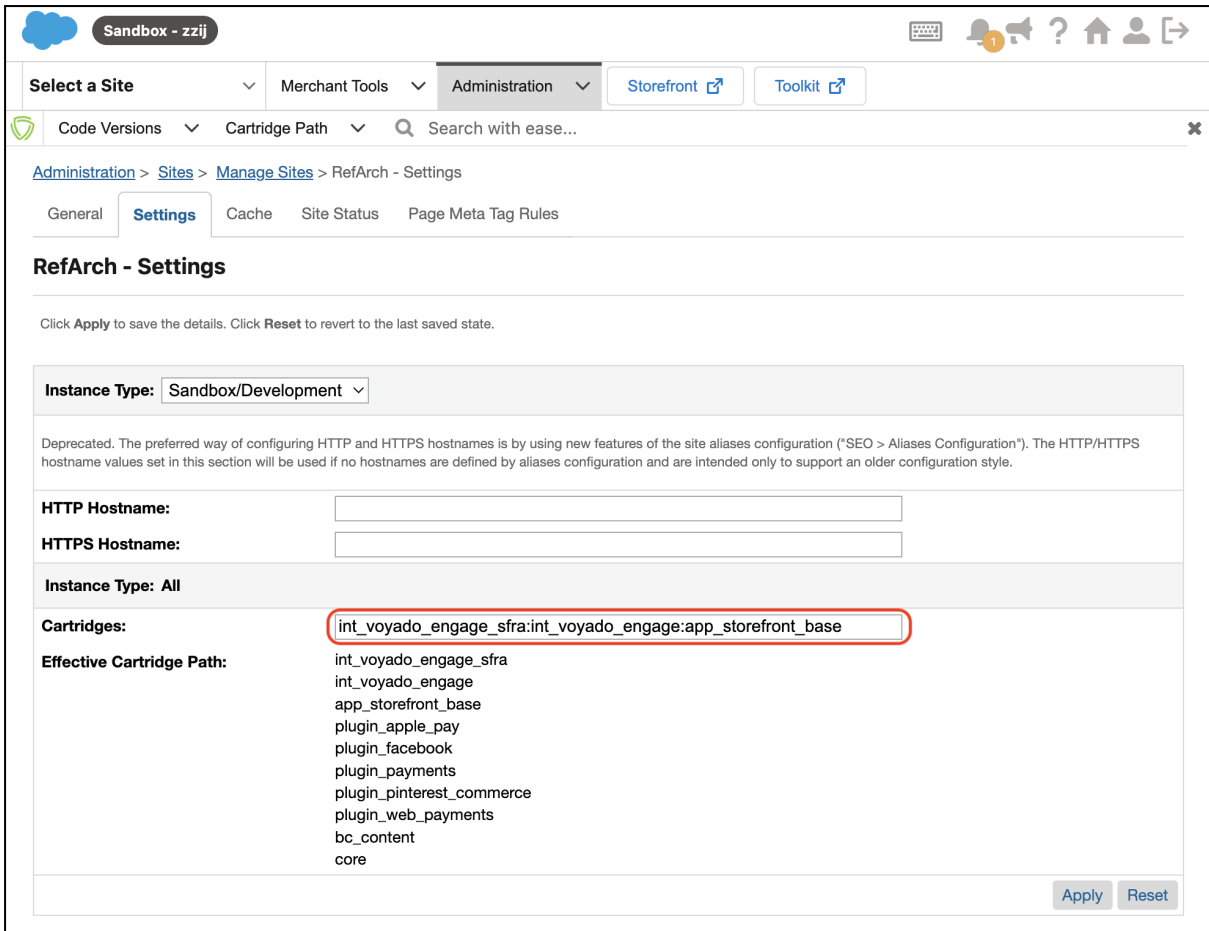 Sandbox - zzij
1
Select a Site
Merchant Tools
Administration
Storefront
Toolkit
Code Versions
Cartridge Path
Search with ease...
Administration > Sites > Manage Sites > RefArch - Settings
General
Settings
Cache
Site Status
Page Meta Tag Rules
RefArch - Settings
Click Apply to save the details. Click Reset to revert to the last saved state.
Instance Type: Sandbox/Development
Deprecated. The preferred way of configuring HTTP and HTTPS hostnames is by using new features of the site aliases configuration ("SEO > Aliases Configuration"). The HTTP/HTTPS
hostname values set in this section will be used if no hostnames are defined by aliases configuration and are intended only to support an older configuration style.
HTTP Hostname:
HTTPS Hostname:
Instance Type: All
Cartridges: int_voyado_engage_sfra:int_voyado_engage:app_storefront_base
Effective Cartridge Path: int_voyado_engage_sfra
int_voyado_engage
app_storefront_base
plugin_apple_pay
plugin_facebook
plugin_payments
plugin_pinterest_commerce
plugin_web_payments
bc_content
core
Apply
Reset